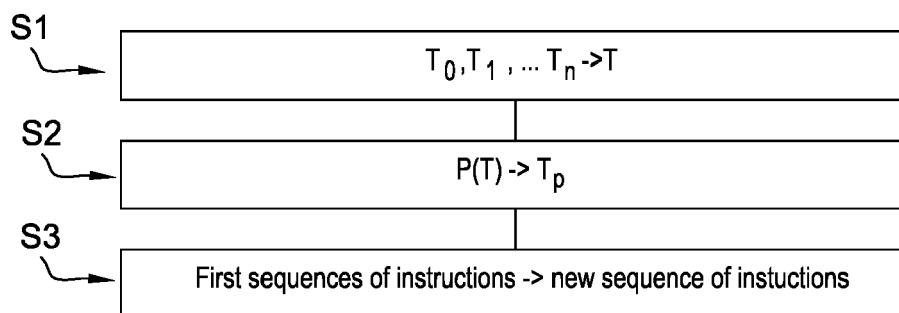 S1
T0,T1 , ... Tn->T
S2
P(T) -> Tp
S3
First sequences of instructions -> new sequence of instuctions